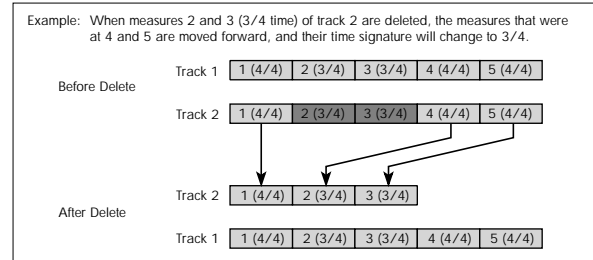 Example: When measures 2 and 3 (3/4 time) of track 2 are deleted, the measures that were
at 4 and 5 are moved forward, and their time signature will change to 3/4.
Track 1 1 (4/4) 2 (3/4) 3 (3/4) 4 (4/4) 5 (4/4)
Before Delete
Track 2 1 (4/4) 2 (3/4) 3 (3/4) 4 (4/4) 5 (4/4)
Track 2 1 (4/4) 2 (3/4) 3 (3/4)
After Delete
Track 1 1 (4/4) 2 (3/4) 3 (3/4) 4 (4/4) 5 (4/4)